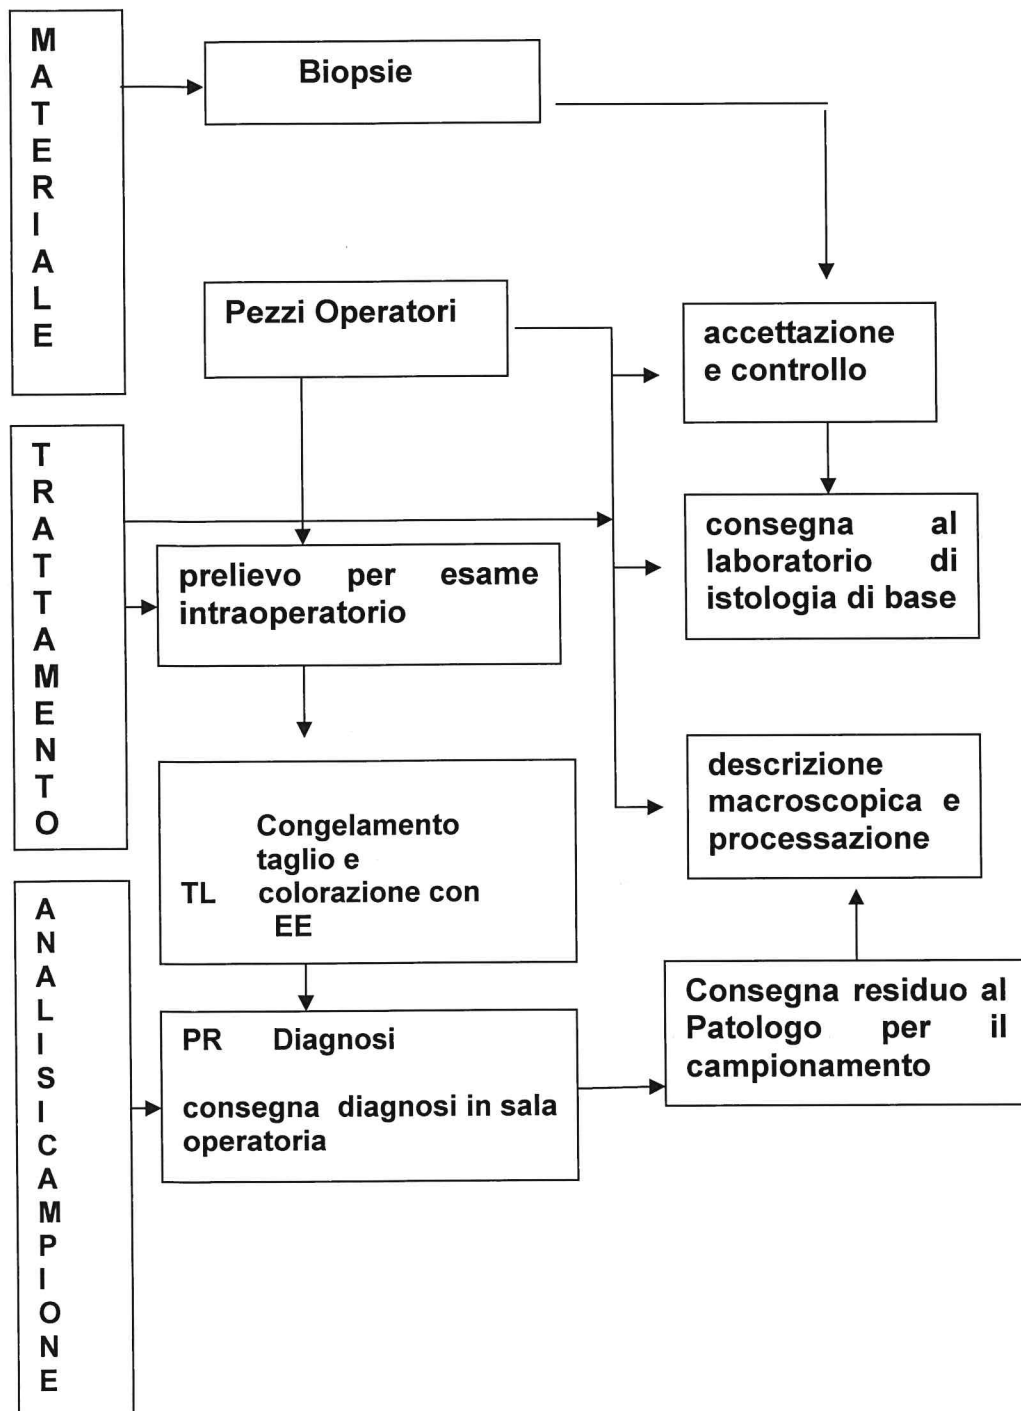 MATERIALE
Biopsie
Pezzi Operatori
accettazione
e controllo
TRATTAMENTO
consegna al
laboratorio di
istologia di base
prelievo per esame
intraoperatorio
descrizione
macroscopica e
processazione
Congelamento
taglio e
TL colorazione con
EE
ANALISICAMPIONE
Consegna residuo al
Patologo per il
campionamento
PR Diagnosi
consegna diagnosi in sala
operatoria